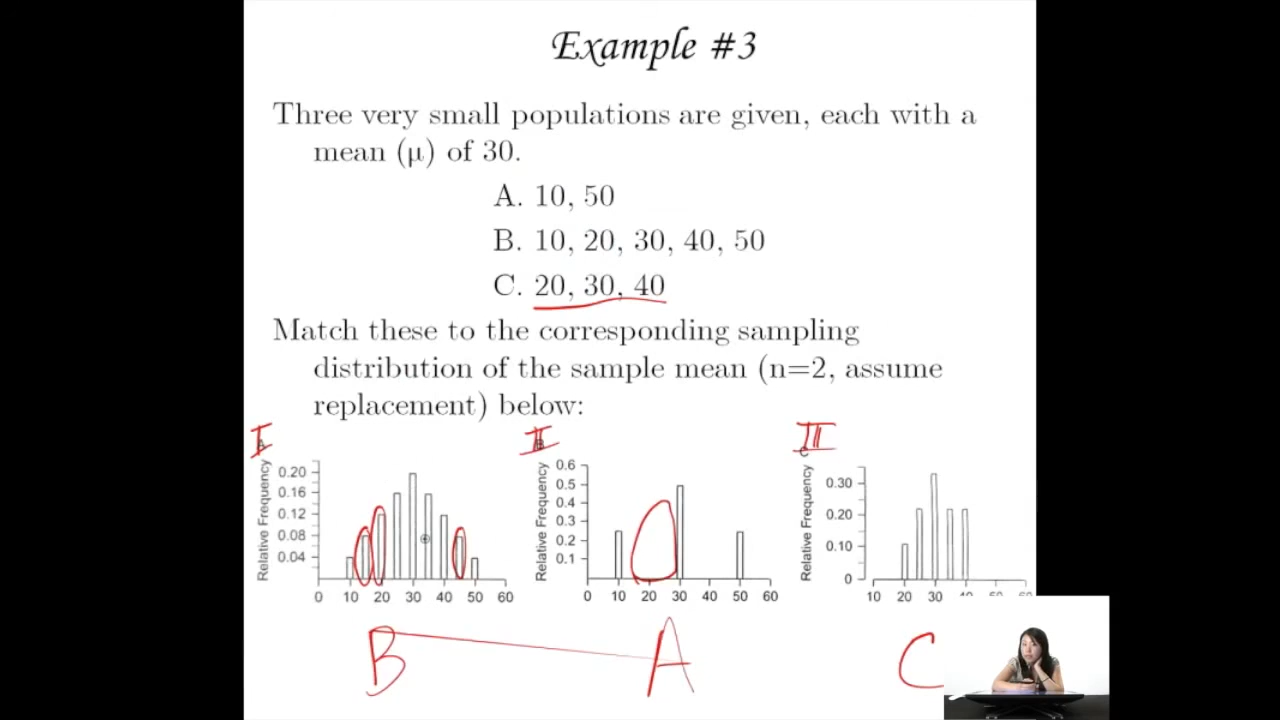 Example #3
Three very small populations are given, each with a
mean (μ) of 30.
A. 10, 50
B. 10, 20, 30, 40, 50
C. 20, 30, 40
Match these to the corresponding sampling
distribution of the sample mean (n=2, assume
replacement) below:
I
A
Relative Frequency
0.20
0.16
0.12
0.08
0.04
0 10 20 30 40 50 60
II
B
Relative Frequency
0.6
0.5
0.4
0.3
0.2
0.1
0 10 20 30 40 50 60
III
C
Relative Frequency
0.30
0.20
0.10
0
10 20 30 40 50 60
B
A
C